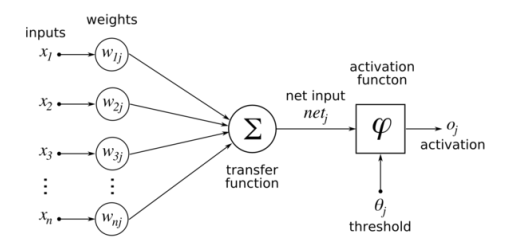 weights
inputs
x1 w1j
activation
functon
x2 w2j
net input
netj
Σ
φ
oj
activation
x3 w3j
transfer
function
⋮ ⋮
θj
xn wnj
threshold